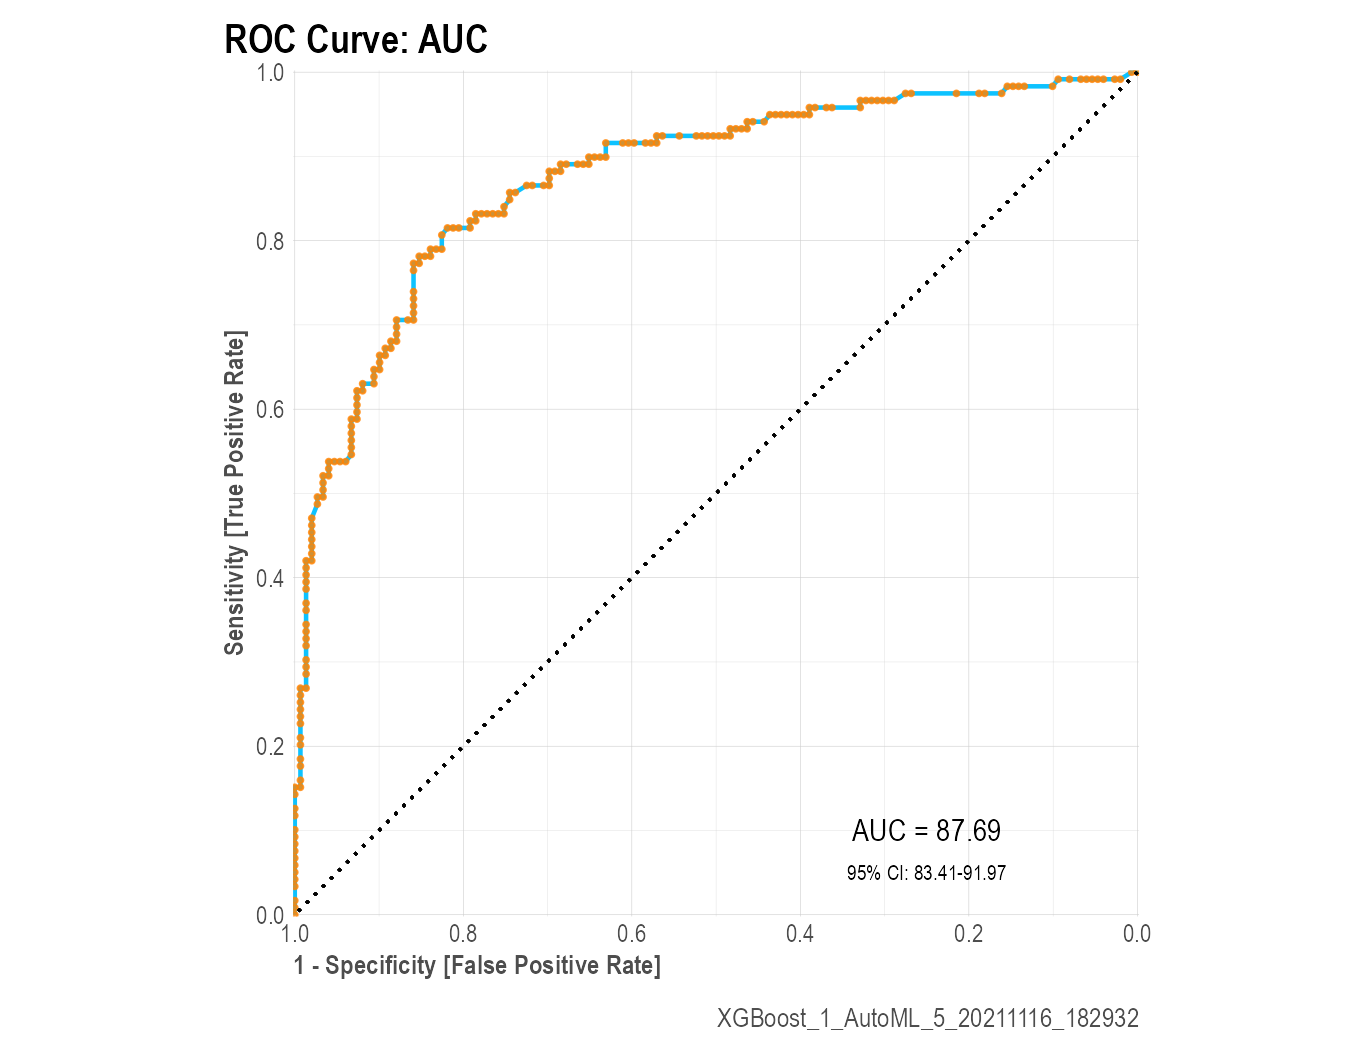 ROC Curve: AUC
Sensitivity [True Positive Rate]
1.0
0.8
0.6
0.4
0.2
0.0
AUC = 87.69
95% CI: 83.41-91.97
1.0 0.8 0.6 0.4 0.2 0.0
1 - Specificity [False Positive Rate]
XGBoost_1_AutoML_5_20211116_182932